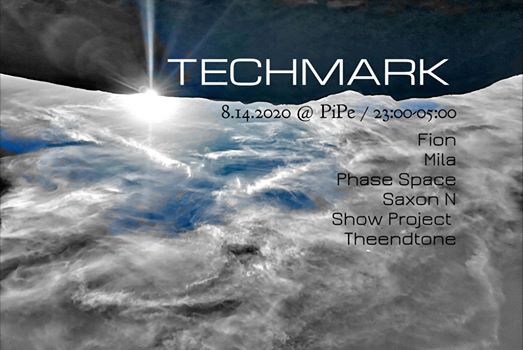 TECHMARK
8.14.2020 @ PiPe / 23:00-05:00
Fion
Mila
Phase Space
Saxon N
Show Project
Theendtone